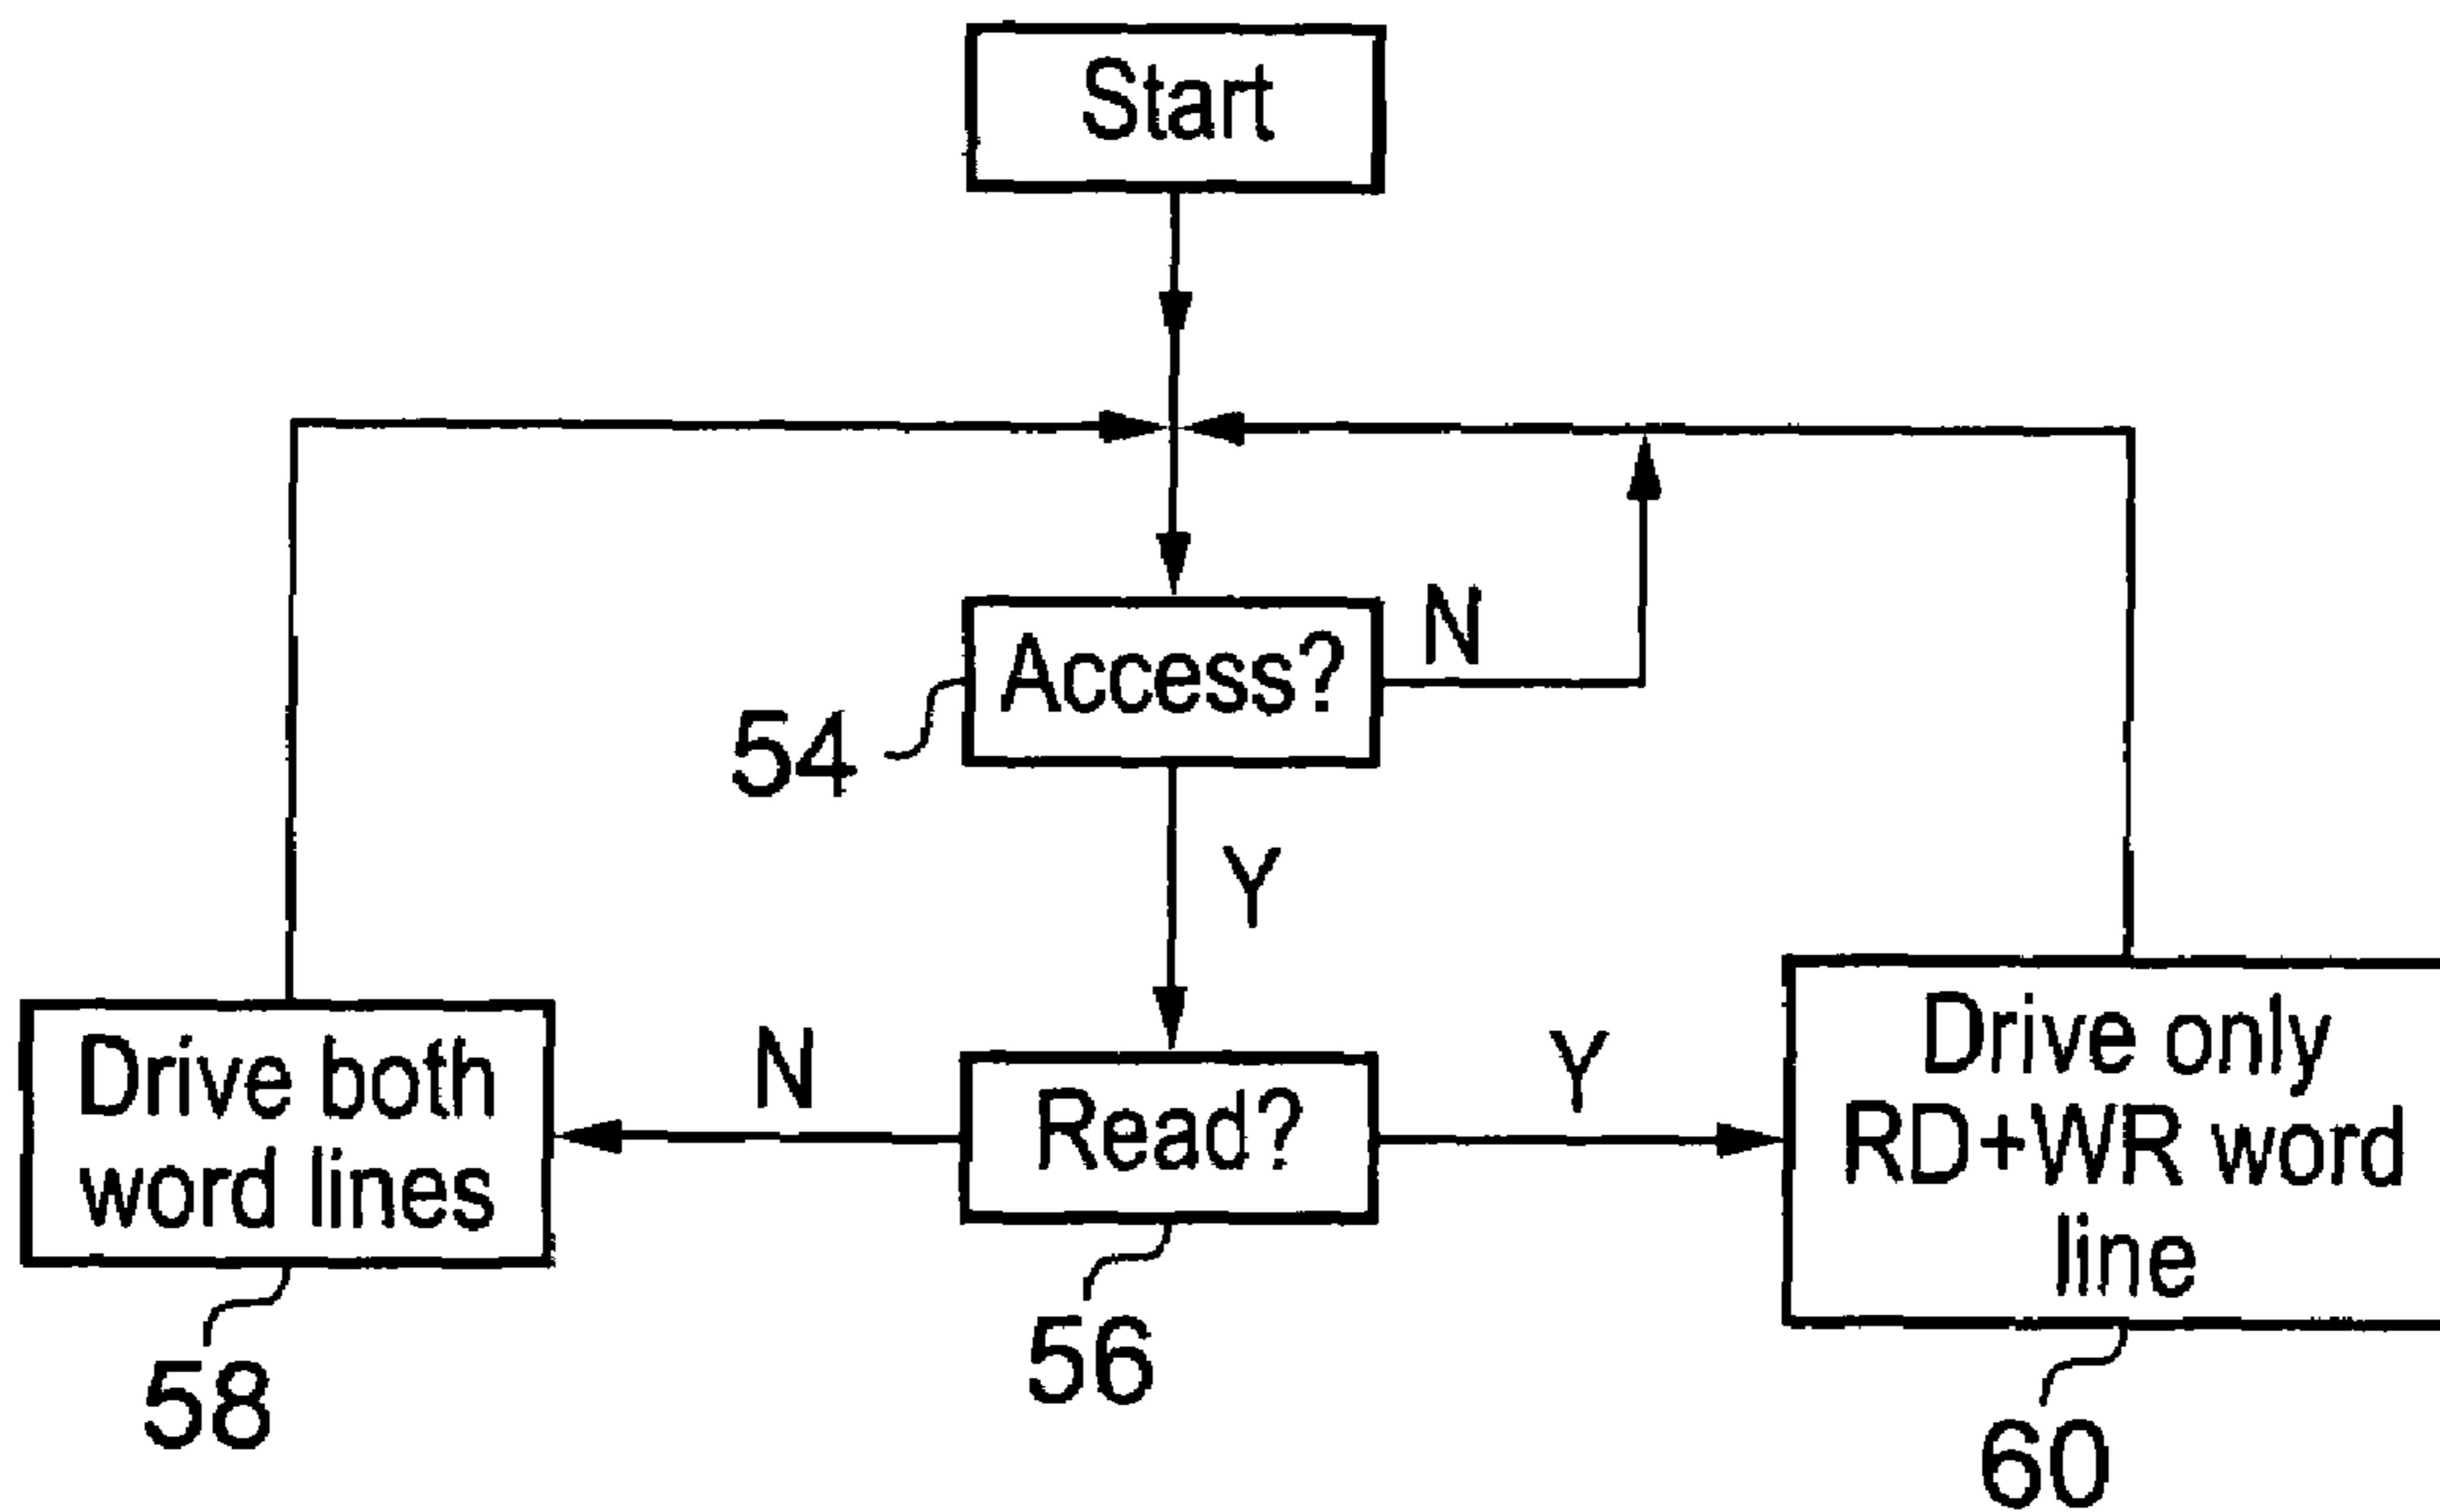 Start
Access?
N
54
Y
Drive both
word lines
N
Read?
Y
Drive only
RD+WR word
line
58
56
60